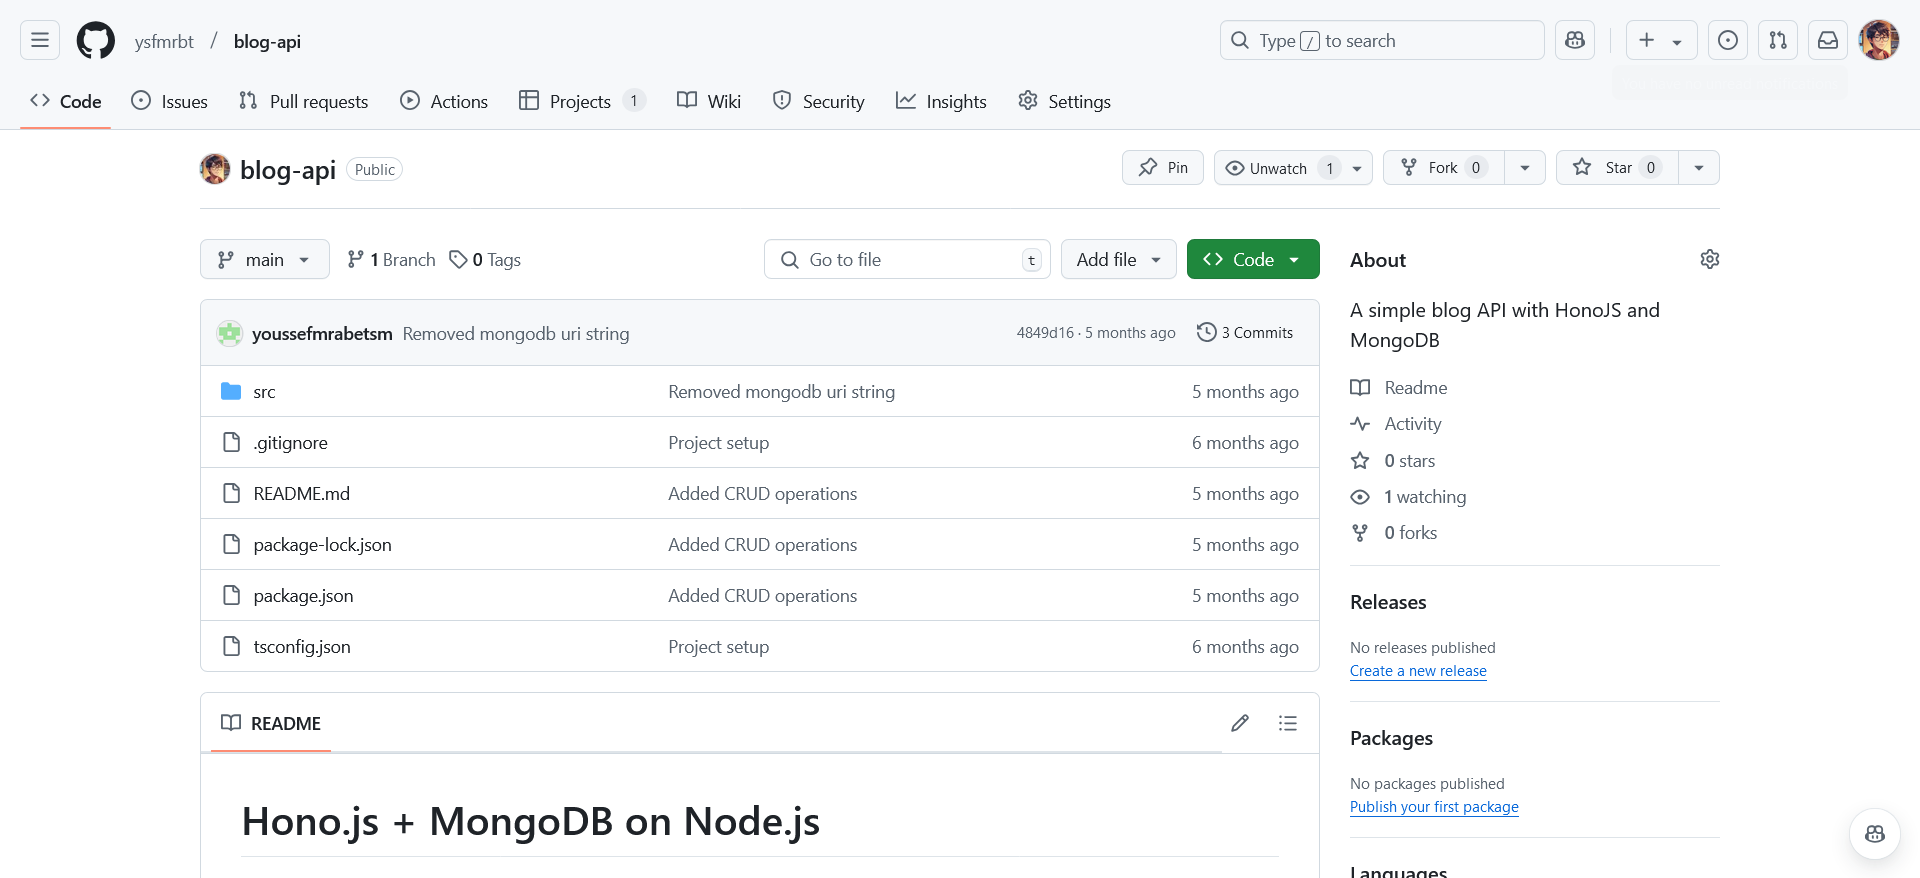 ysfmrbt / blog-api
Type / to search
Code
Issues
Pull requests
Actions
Projects 1
Wiki
Security
Insights
Settings
blog-api Public
Pin
Unwatch 1
Fork 0
Star 0
main
1 Branch
0 Tags
Go to file t
Add file
Code
youssefmrabetsm Removed mongodb uri string 4849d16 · 5 months ago 3 Commits
src Removed mongodb uri string 5 months ago
.gitignore Project setup 6 months ago
README.md Added CRUD operations 5 months ago
package-lock.json Added CRUD operations 5 months ago
package.json Added CRUD operations 5 months ago
tsconfig.json Project setup 6 months ago
README
Hono.js + MongoDB on Node.js
About
A simple blog API with HonoJS and
MongoDB
Readme
Activity
0 stars
1 watching
0 forks
Releases
No releases published
Create a new release
Packages
No packages published
Publish your first package
Languages